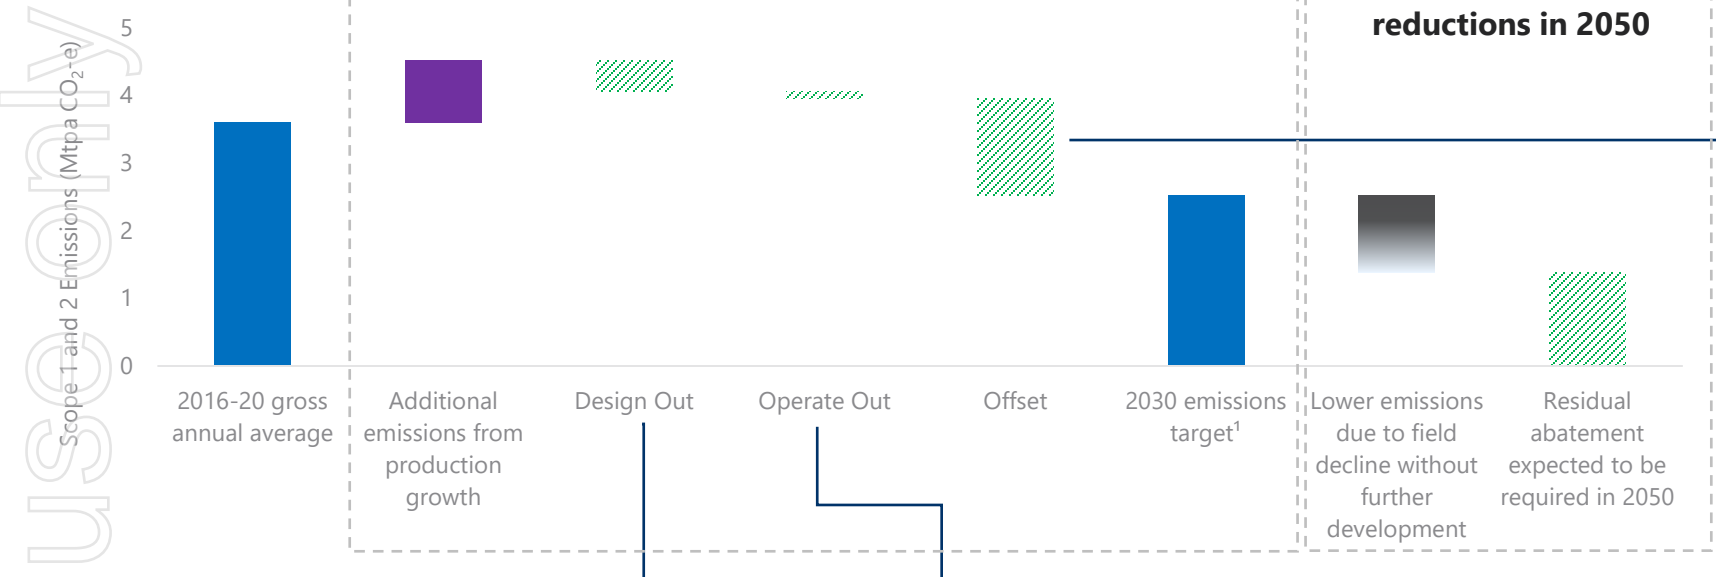 reductions in 2050
5
4
3
2
1
0
Scope 1 and 2 Emissions (Mtpa CO₂-e)
use only
2016-20 gross
annual average
Additional
emissions from
production
growth
Design Out
Operate Out
Offset
2030 emissions
target¹
Lower emissions
due to field
decline without
further
development
Residual
abatement
expected to be
required in 2050